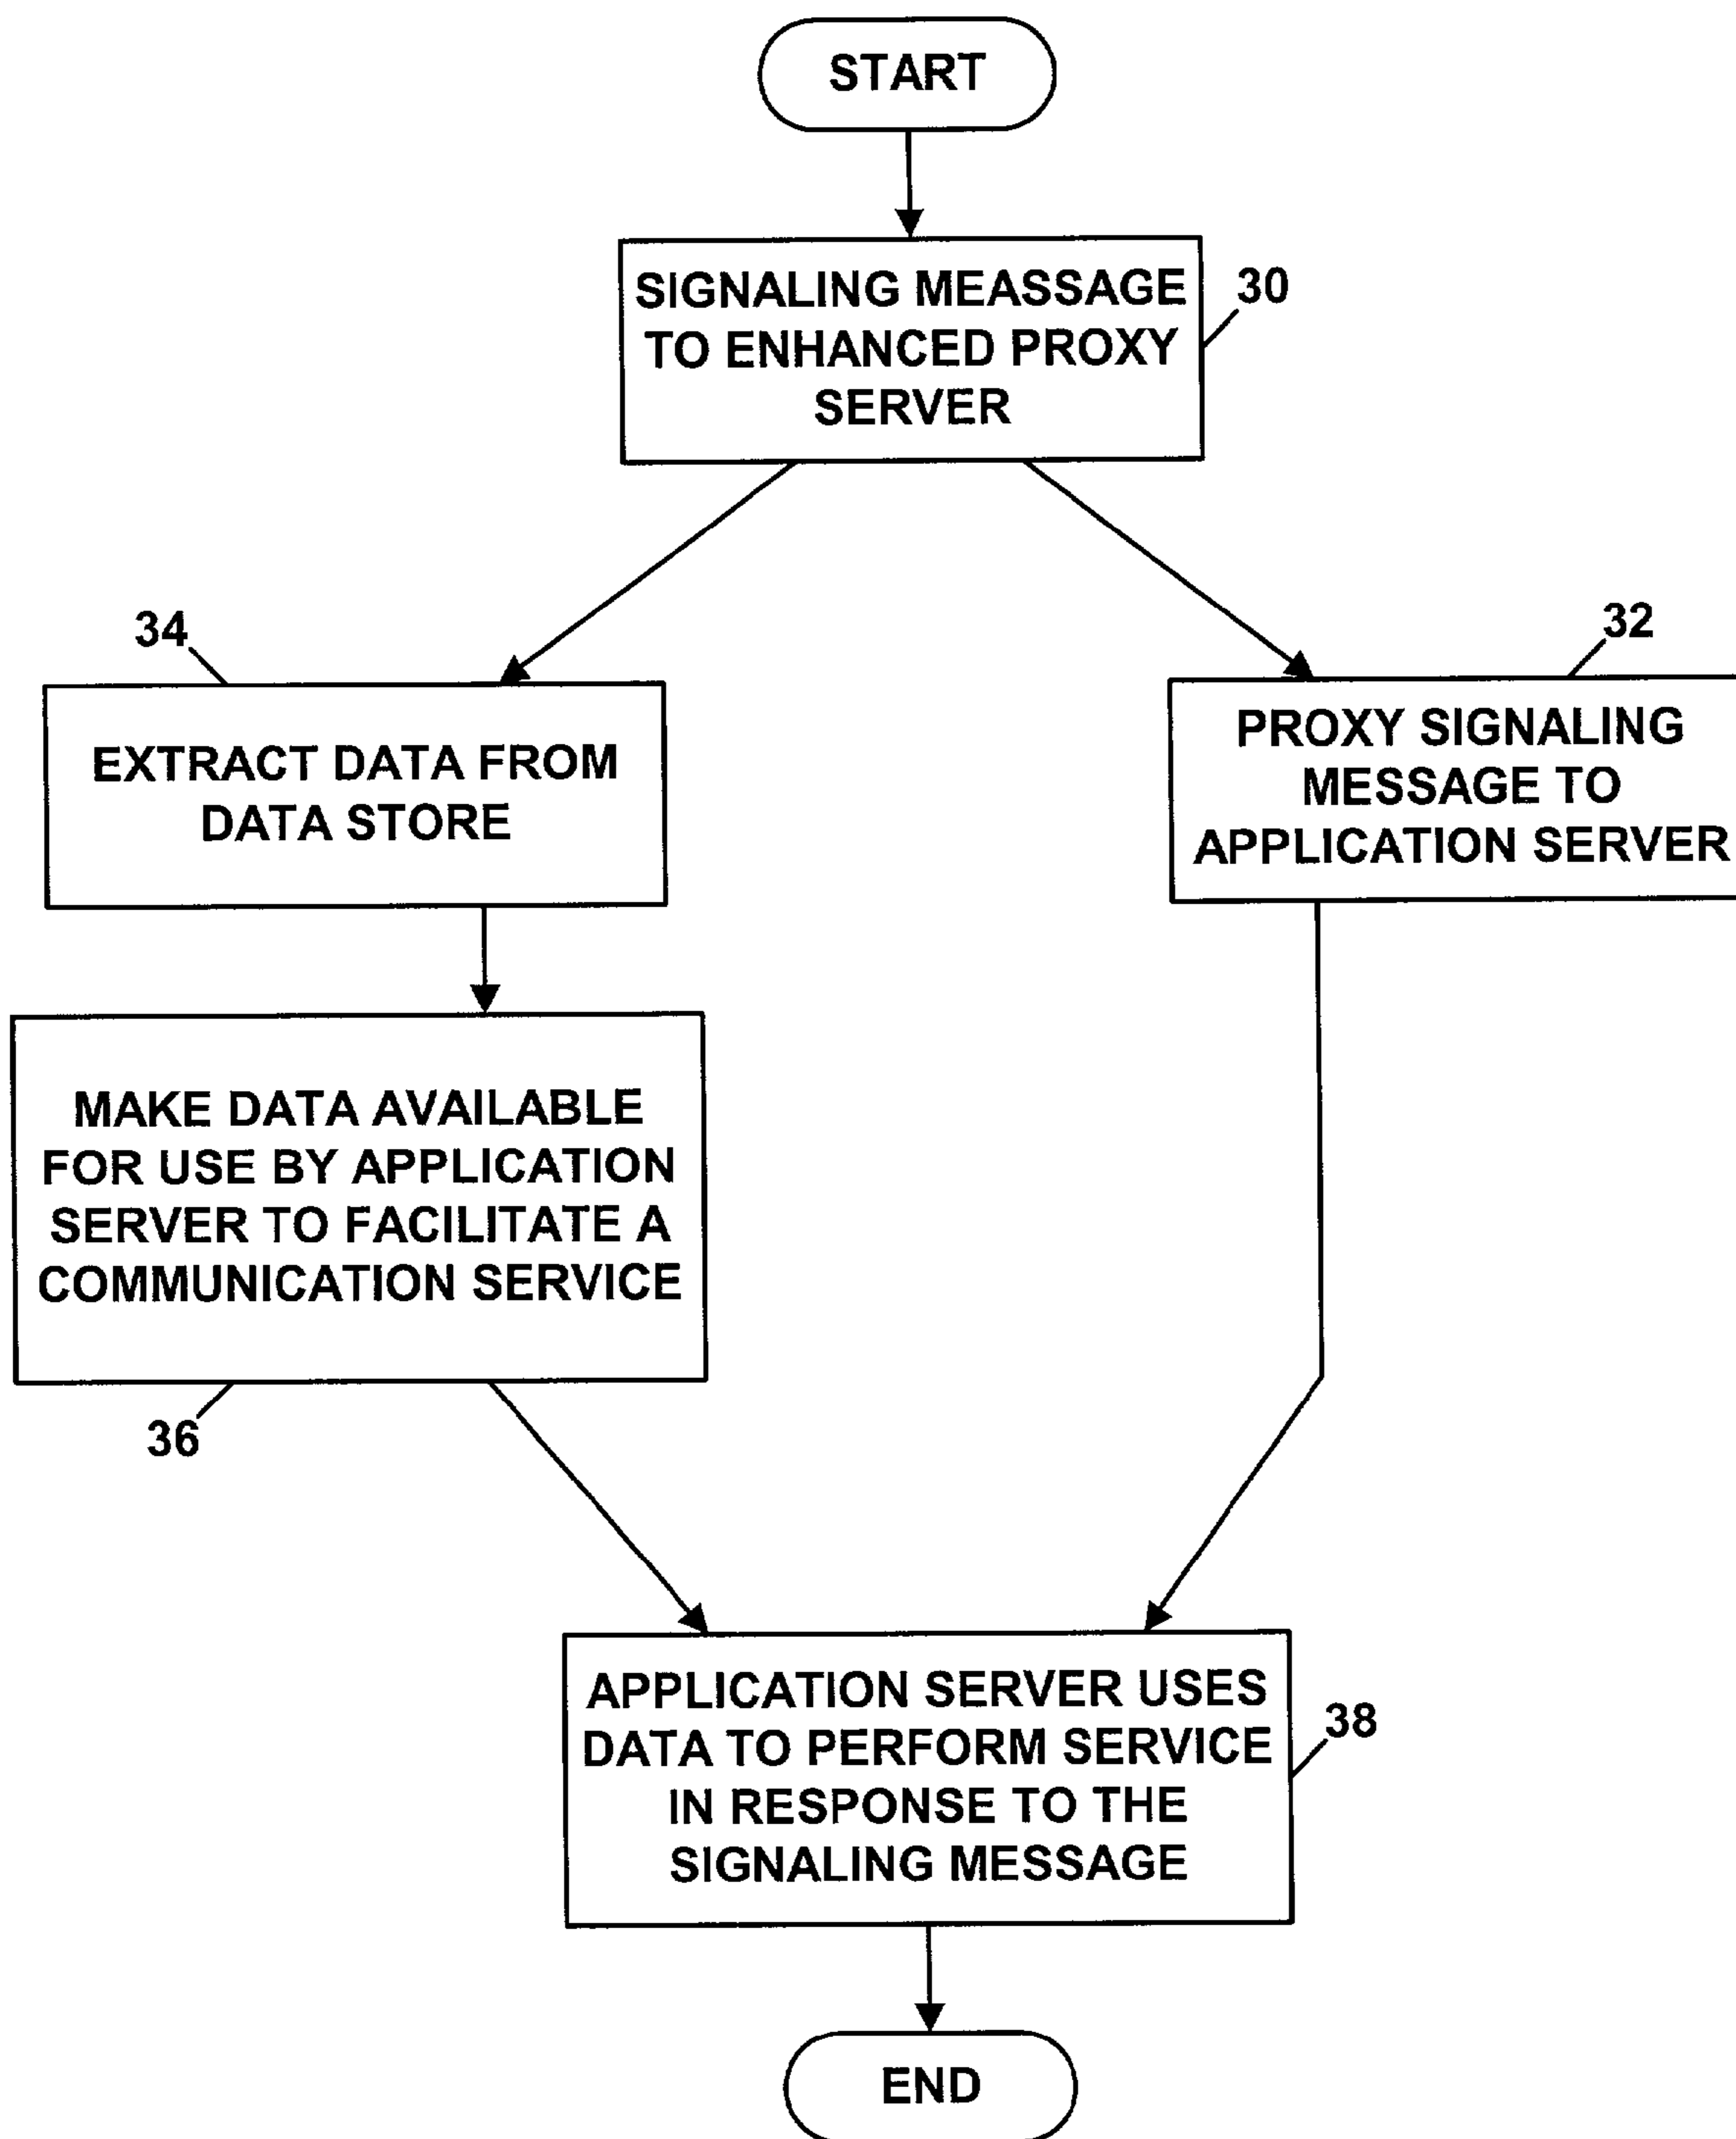 START
SIGNALING MEASSAGE
TO ENHANCED PROXY
SERVER
30
34
EXTRACT DATA FROM
DATA STORE
32
PROXY SIGNALING
MESSAGE TO
APPLICATION SERVER
MAKE DATA AVAILABLE
FOR USE BY APPLICATION
SERVER TO FACILITATE A
COMMUNICATION SERVICE
36
APPLICATION SERVER USES
DATA TO PERFORM SERVICE
IN RESPONSE TO THE
SIGNALING MESSAGE
38
END